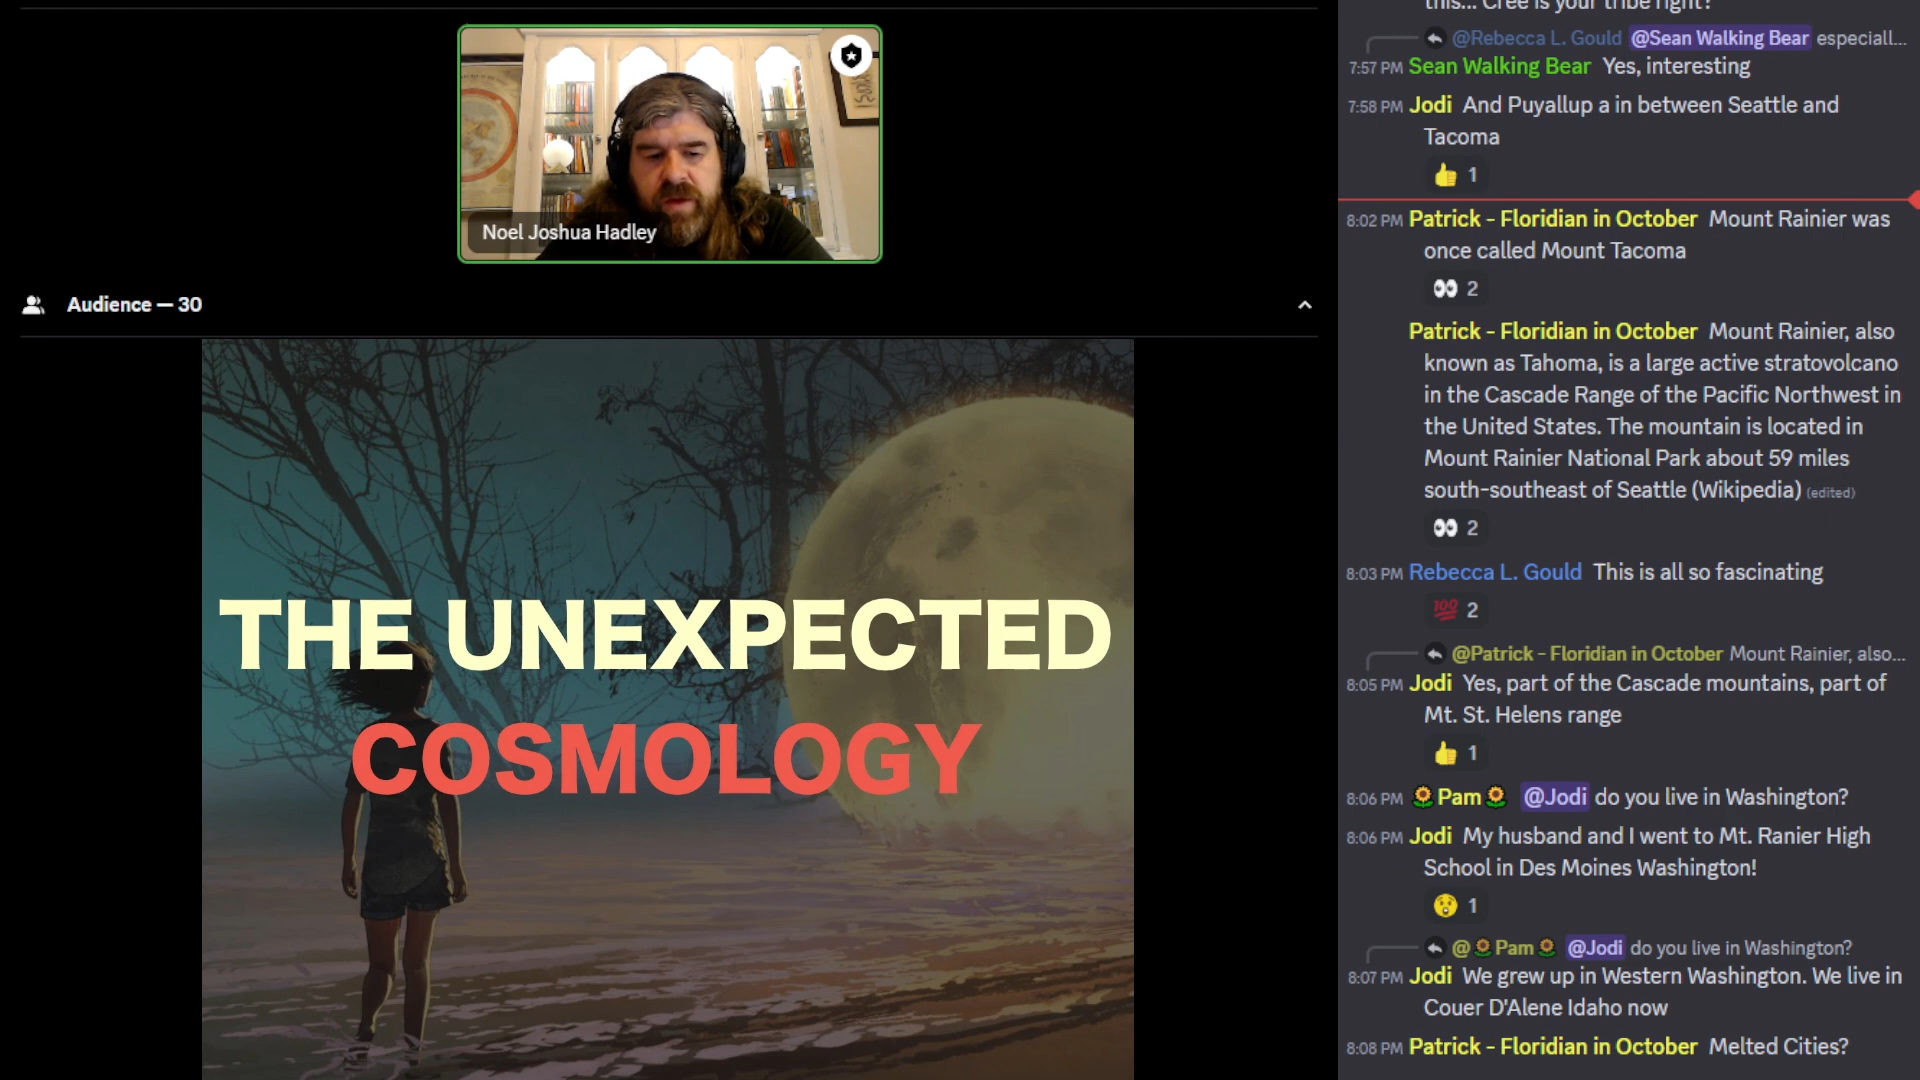 Noel Joshua Hadley
Audience — 30
THE UNEXPECTED
COSMOLOGY
this... Cree is your tribe right?
@Rebecca L. Gould @Sean Walking Bear especiall...
7:57 PM Sean Walking Bear Yes, interesting
7:58 PM Jodi And Puyallup a in between Seattle and
Tacoma
👍 1
8:02 PM Patrick - Floridian in October Mount Rainier was
once called Mount Tacoma
👀 2
Patrick - Floridian in October Mount Rainier, also
known as Tahoma, is a large active stratovolcano
in the Cascade Range of the Pacific Northwest in
the United States. The mountain is located in
Mount Rainier National Park about 59 miles
south-southeast of Seattle (Wikipedia) (edited)
👀 2
8:03 PM Rebecca L. Gould This is all so fascinating
💯 2
@Patrick - Floridian in October Mount Rainier, also...
8:05 PM Jodi Yes, part of the Cascade mountains, part of
Mt. St. Helens range
👍 1
8:06 PM 🌻Pam🌻 @Jodi do you live in Washington?
8:06 PM Jodi My husband and I went to Mt. Ranier High
School in Des Moines Washington!
😲 1
@🌻Pam🌻 @Jodi do you live in Washington?
8:07 PM Jodi We grew up in Western Washington. We live in
Couer D'Alene Idaho now
8:08 PM Patrick - Floridian in October Melted Cities?